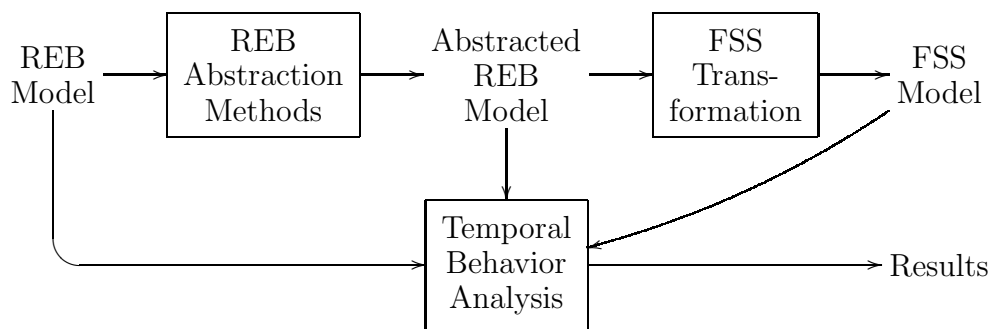 REB
Model
REB
Abstraction
Methods
Abstracted
REB
Model
FSS
Trans-
formation
FSS
Model
Temporal
Behavior
Analysis
Results